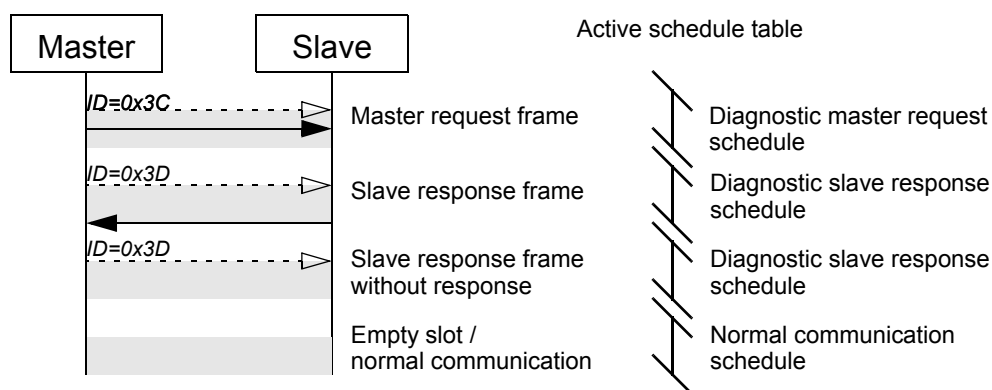 Master
Slave
Active schedule table
ID=0x3C
Master request frame
Diagnostic master request
schedule
ID=0x3D
Slave response frame
Diagnostic slave response
schedule
ID=0x3D
Slave response frame
without response
Diagnostic slave response
schedule
Empty slot /
normal communication
Normal communication
schedule